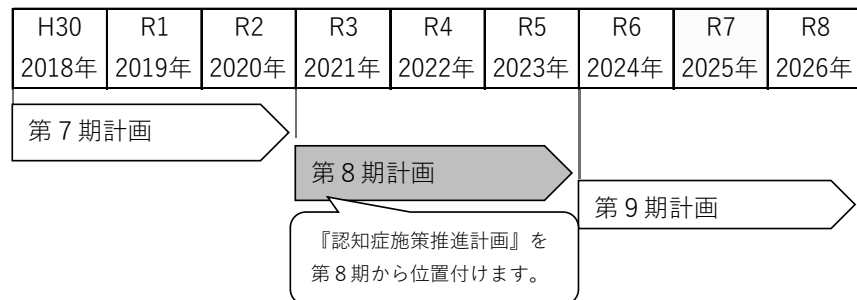 H30 R1 R2 R3 R4 R5 R6 R7 R8
2018年 2019年 2020年 2021年 2022年 2023年 2024年 2025年 2026年
第７期計画
第８期計画
第９期計画
『認知症施策推進計画』を
第８期から位置付けます。